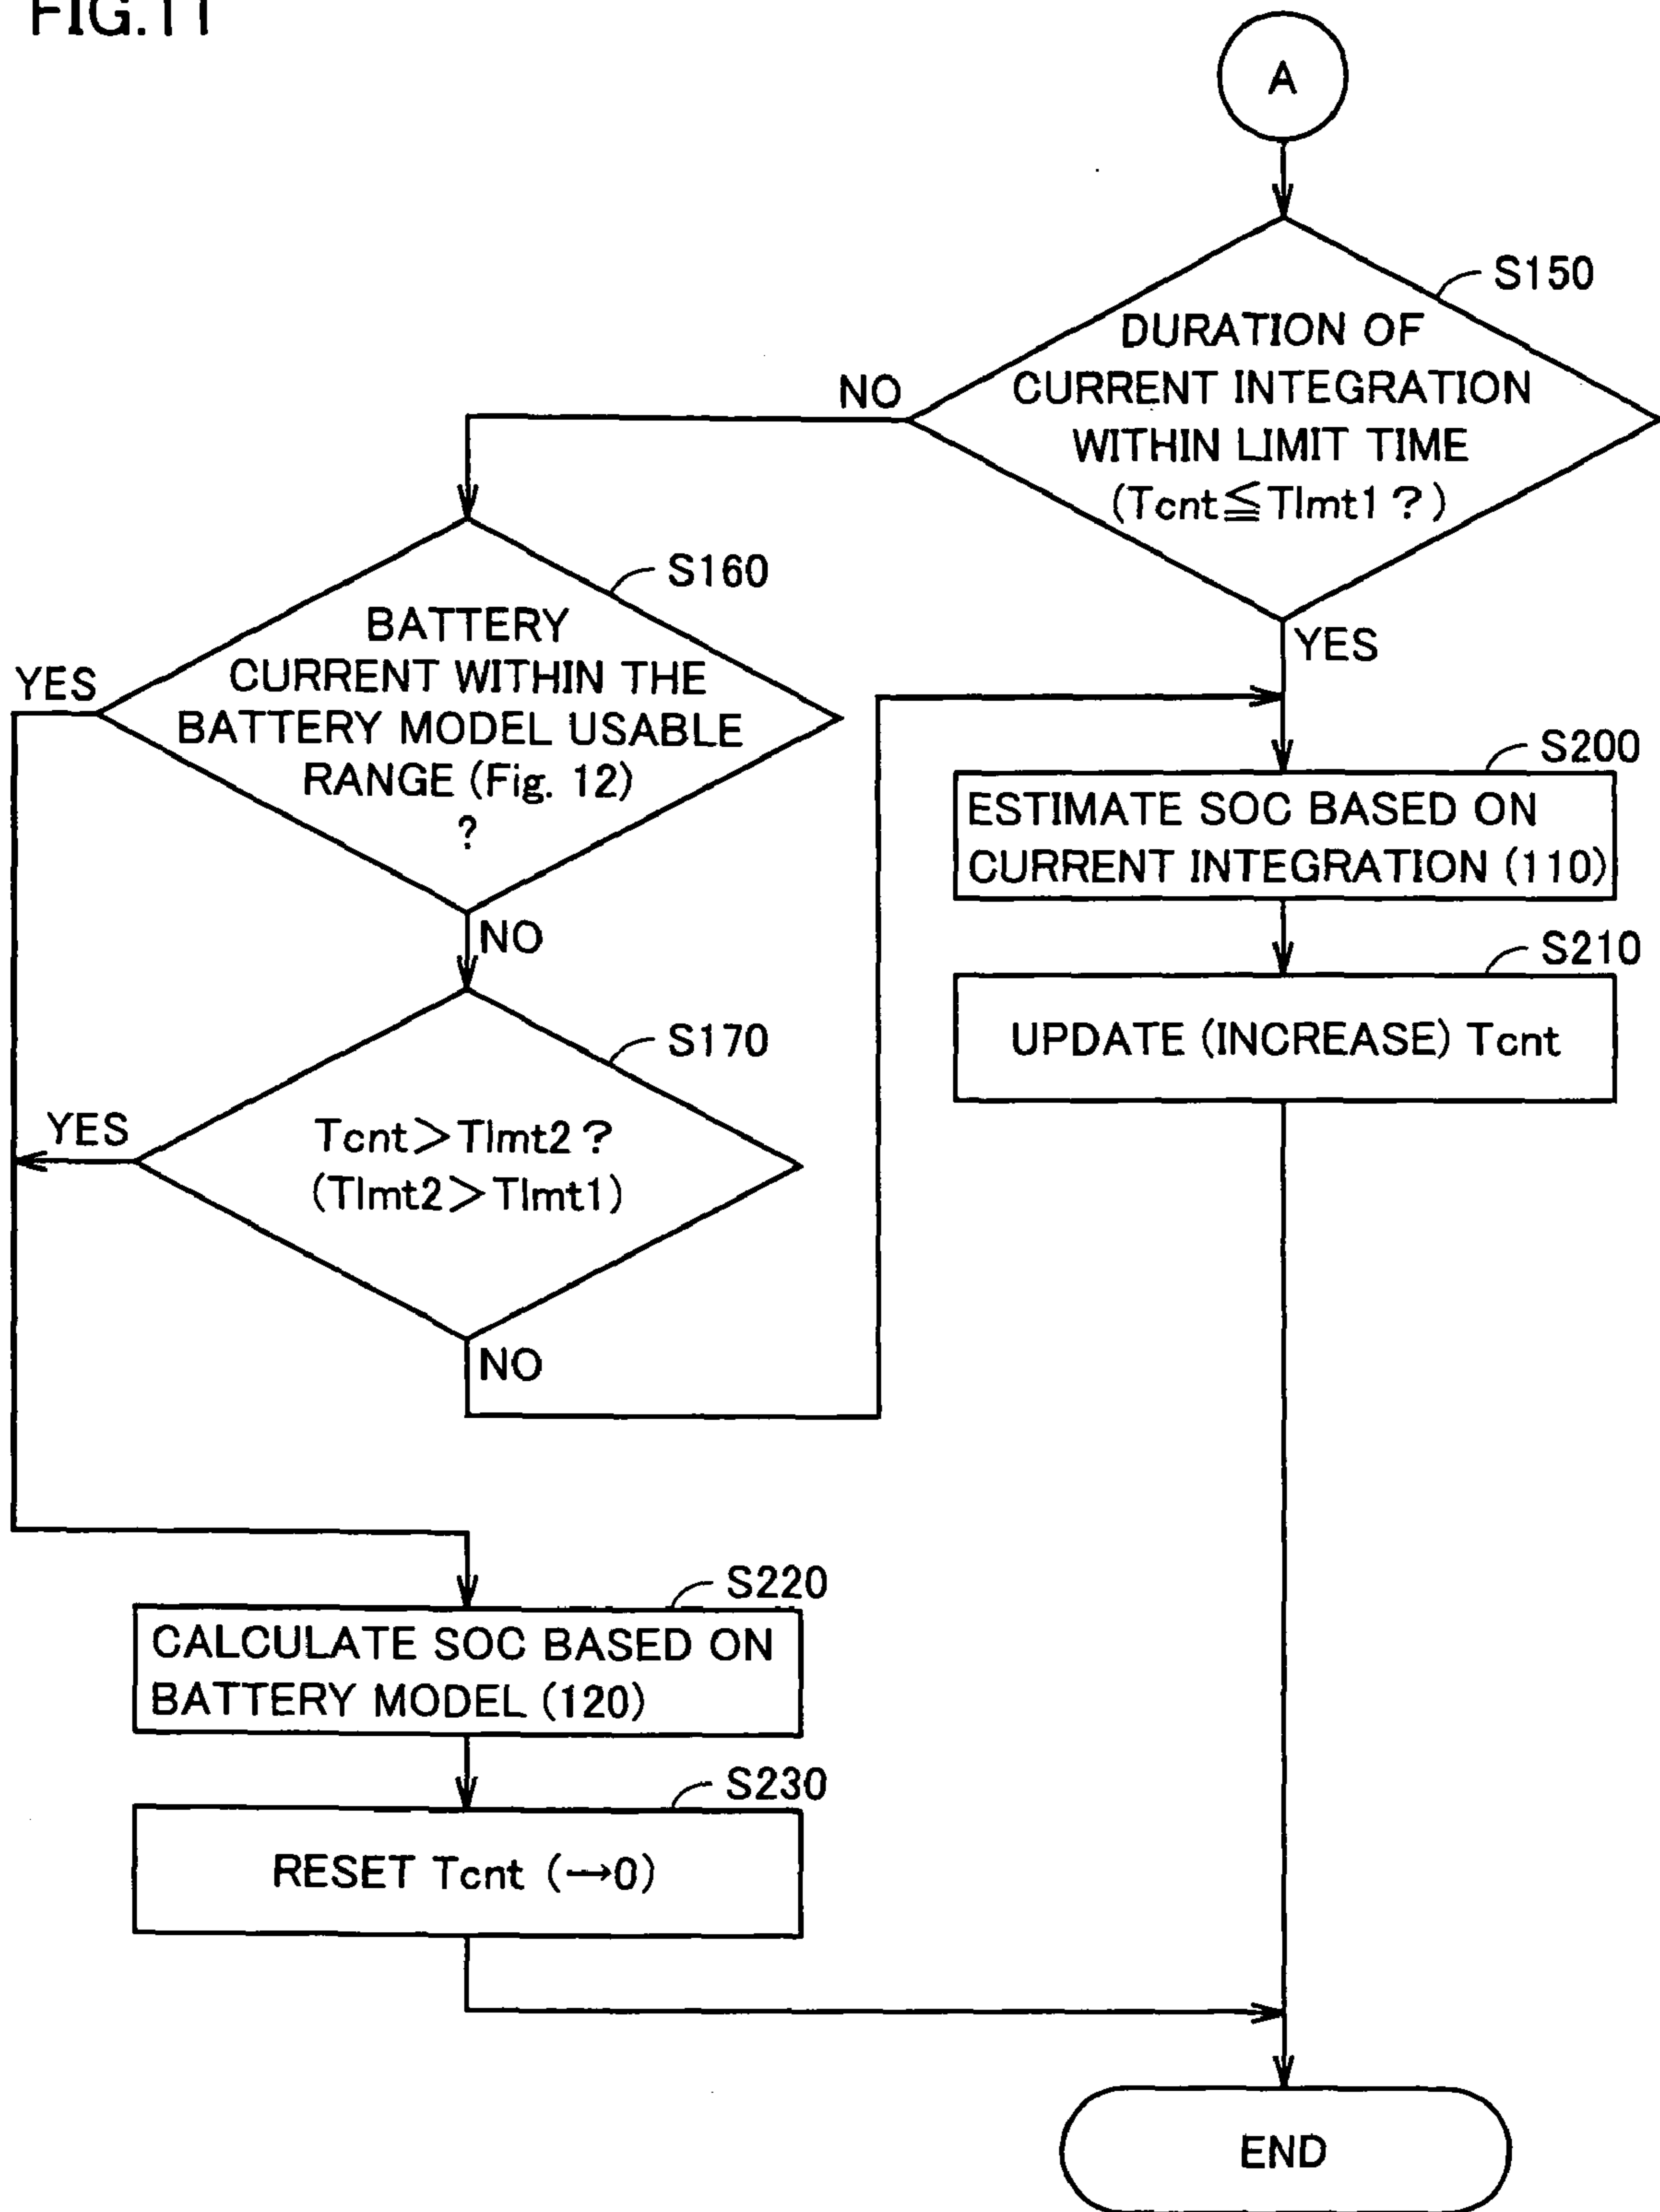 FIG.11
A
S150
DURATION OF
CURRENT INTEGRATION
WITHIN LIMIT TIME
(Tcnt≦Tlmt1?)
NO
YES
S160
BATTERY
CURRENT WITHIN THE
BATTERY MODEL USABLE
RANGE (Fig. 12)
?
YES
NO
S170
Tcnt>Tlmt2?
(Tlmt2>Tlmt1)
YES
NO
S200
ESTIMATE SOC BASED ON
CURRENT INTEGRATION (110)
S210
UPDATE (INCREASE) Tcnt
S220
CALCULATE SOC BASED ON
BATTERY MODEL (120)
S230
RESET Tcnt (→0)
END